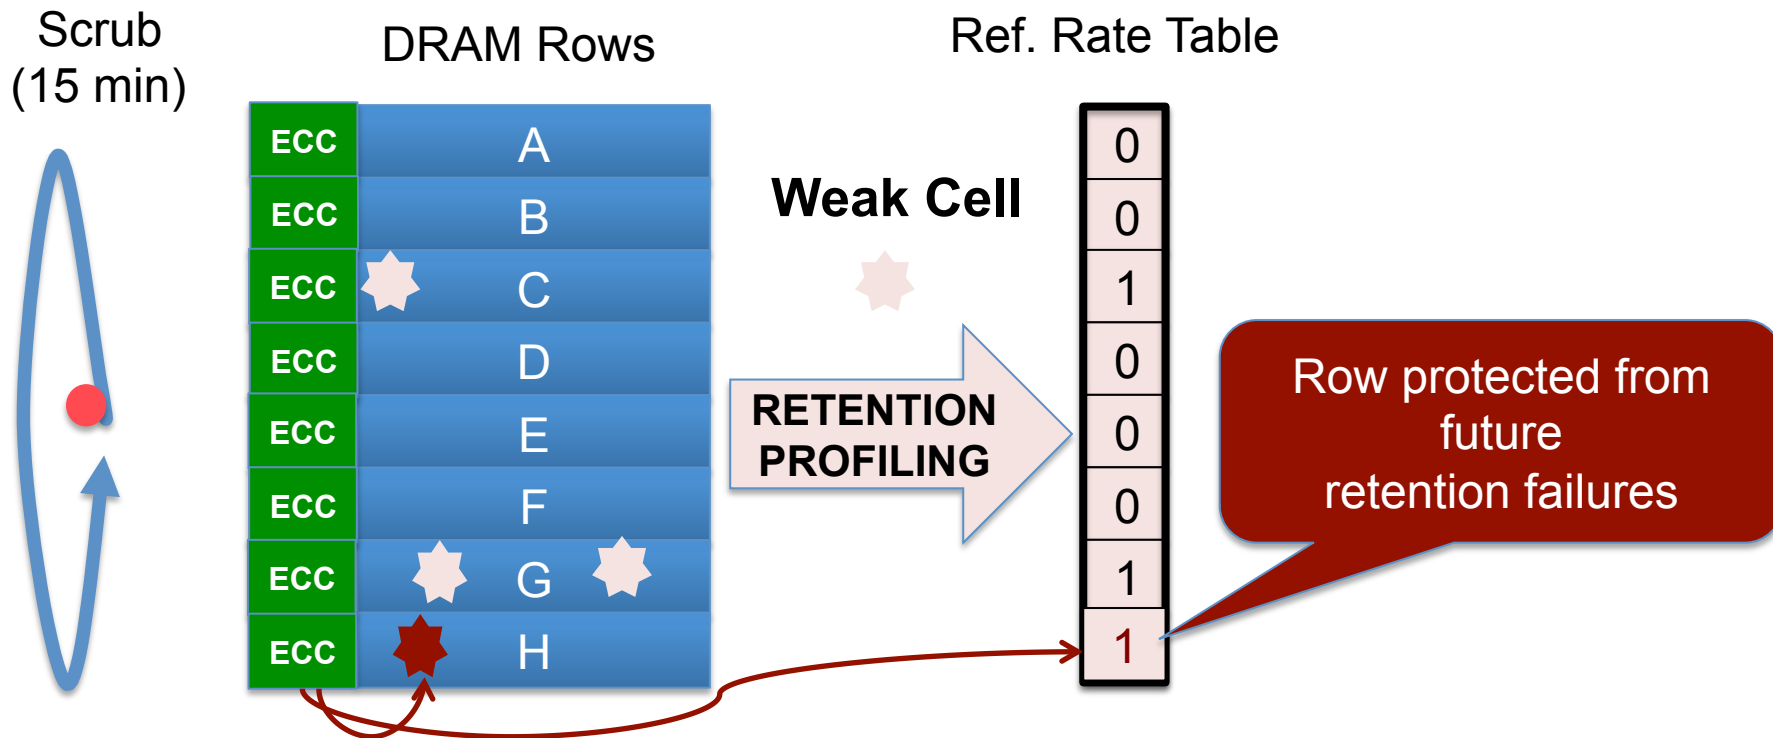 Scrub
(15 min)
DRAM Rows
Ref. Rate Table
ECC A 0
ECC B 0
Weak Cell
ECC C 1
ECC D 0
RETENTION
PROFILING
ECC E 0
ECC F 0
ECC G 1
ECC H 1
Row protected from
future
retention failures